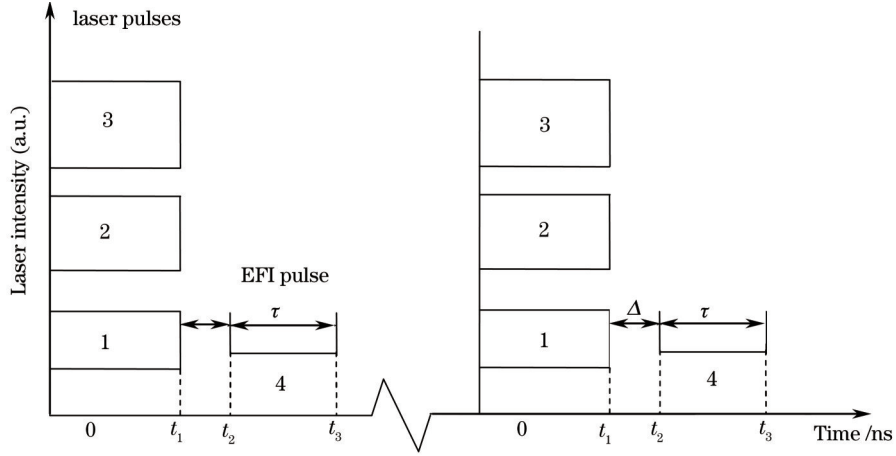 laser pulses
Laser intensity (a.u.)
3
2
1
EFI pulse
τ
4
0
t₁
t₂
t₃
3
2
1
Δ
τ
4
0
t₁
t₂
t₃
Time /ns